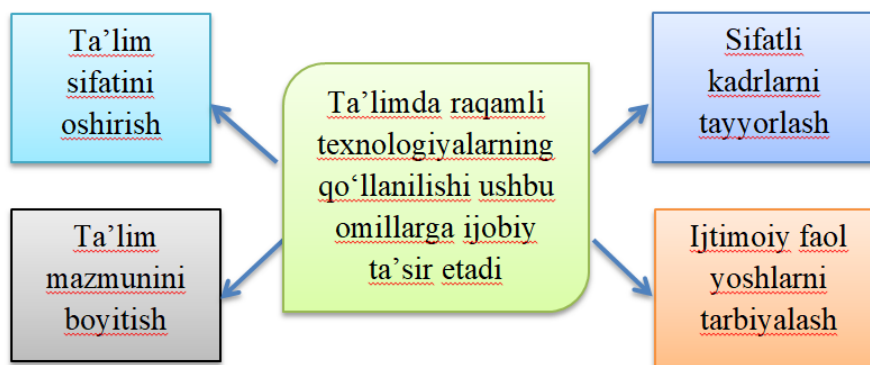 Ta’lim
sifatini
oshirish
Ta’limda raqamli
texnologiyalarning
qo‘llanilishi ushbu
omillarga ijobiy
ta’sir etadi
Sifatli
kadrlarni
tayyorlash
Ta’lim
mazmunini
boyitish
Ijtimoiy faol
yoshlarni
tarbiyalash